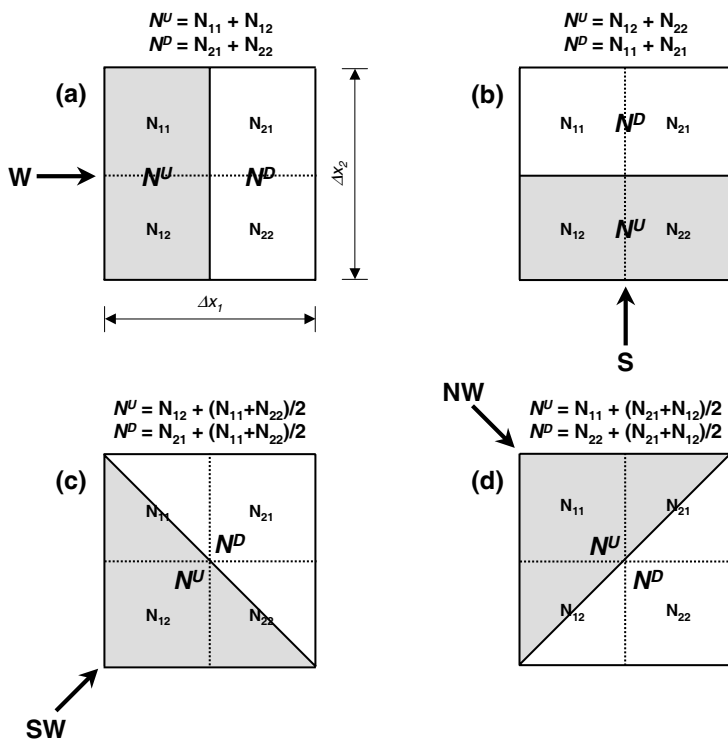 N^U = N_11 + N_12
N^D = N_21 + N_22
(a)
N_11
N_21
W
N^U
N^D
N_12
N_22
Δx_2
Δx_1
N^U = N_12 + N_22
N^D = N_11 + N_21
(b)
N_11
N^D
N_21
N_12
N^U
N_22
S
N^U = N_12 + (N_11+N_22)/2
N^D = N_21 + (N_11+N_22)/2
(c)
N_11
N_21
N^D
N^U
N_12
N_22
SW
NW
N^U = N_11 + (N_21+N_12)/2
N^D = N_22 + (N_21+N_12)/2
(d)
N_11
N_21
N^U
N^D
N_12
N_22